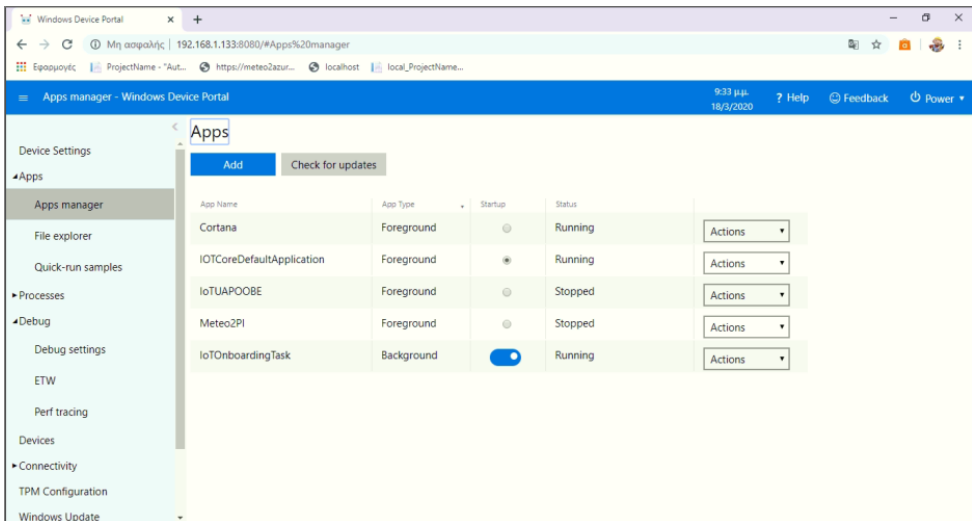 Windows Device Portal
Μη ασφαλής | 192.168.1.133:8080/#Apps%20manager
Εφαρμογές ProjectName - "Aut... https://meteo2azur... localhost local_ProjectName...
Apps manager - Windows Device Portal 9:33 μ.μ. 18/3/2020 ? Help Feedback Power
Device Settings
Apps
Apps manager
File explorer
Quick-run samples
Processes
Debug
Debug settings
ETW
Perf tracing
Devices
Connectivity
TPM Configuration
Windows Update
Apps
Add Check for updates
App Name App Type Startup Status
Cortana Foreground Running Actions
IOTCoreDefaultApplication Foreground Running Actions
IoTUAPOOBE Foreground Stopped Actions
Meteo2PI Foreground Stopped Actions
IoTOnboardingTask Background Running Actions